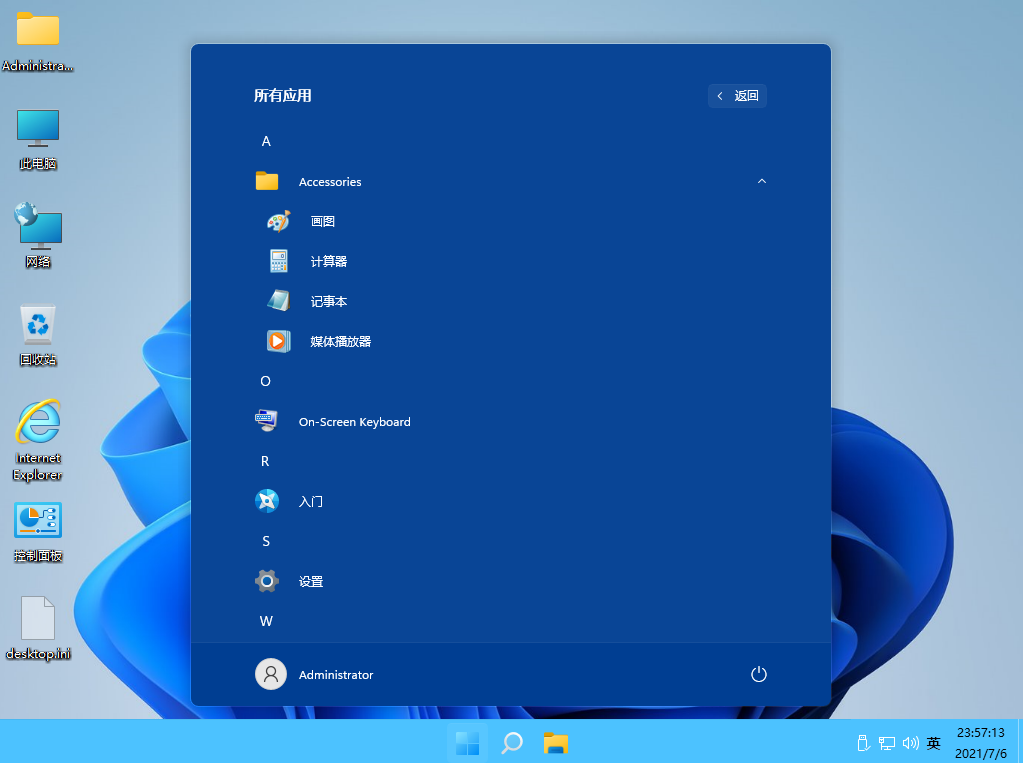 Administra...
此电脑
网络
回收站
Internet
Explorer
控制面板
desktop.ini
所有应用
返回
A
Accessories
画图
计算器
记事本
媒体播放器
O
On-Screen Keyboard
R
入门
S
设置
W
Administrator
英
23:57:13
2021/7/6